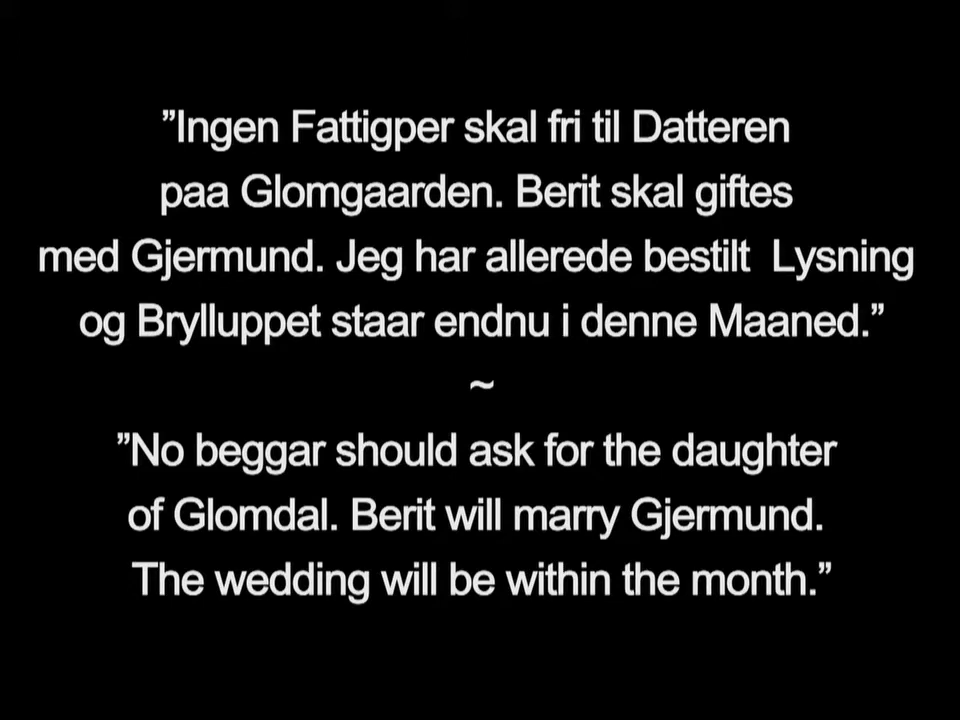 ”Ingen Fattigper skal fri til Datteren
paa Glomgaarden. Berit skal giftes
med Gjermund. Jeg har allerede bestilt  Lysning
og Brylluppet staar endnu i denne Maaned.”
~
”No beggar should ask for the daughter
of Glomdal. Berit will marry Gjermund.
The wedding will be within the month.”